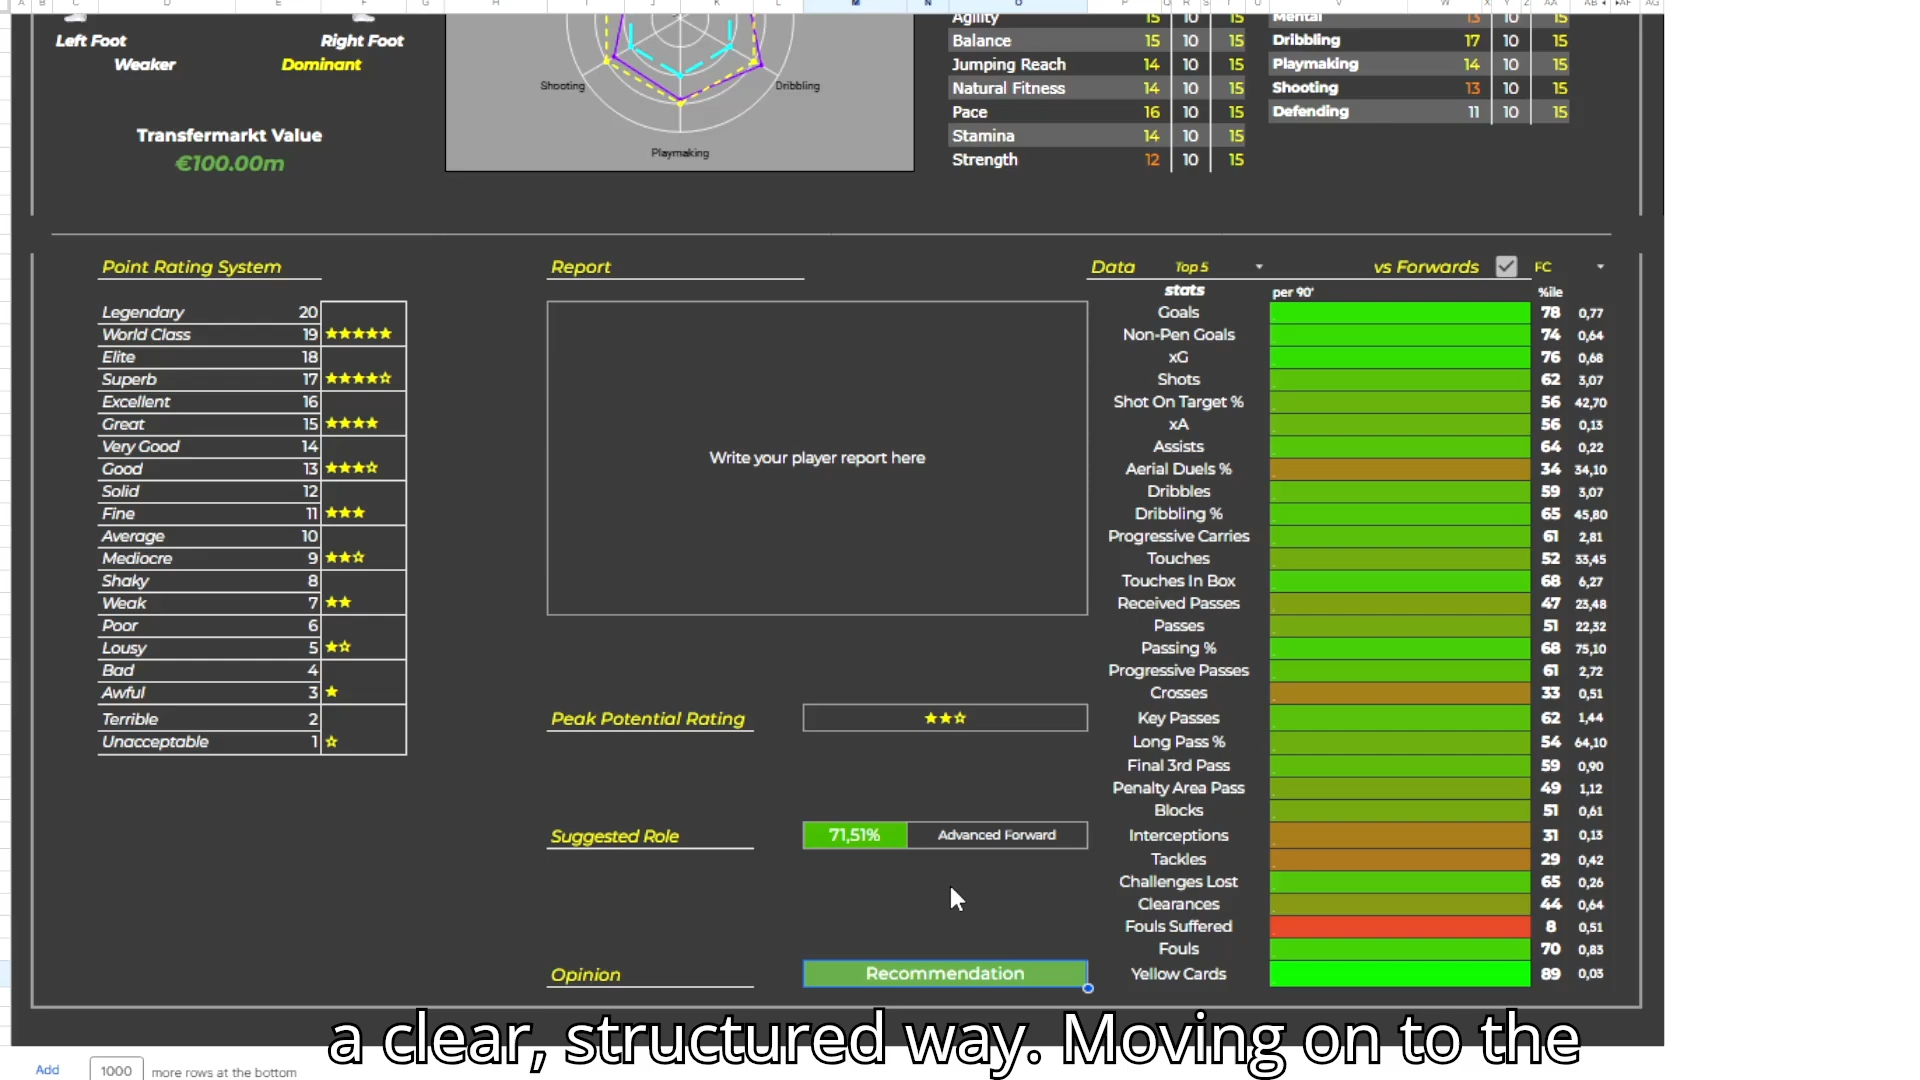 A B C D E F G H I J K L M N O P Q R S T U V W X Y Z AA AB AF AG
Left Foot
Right Foot
Weaker
Dominant
Transfermarkt Value
€100.00m
Shooting
Dribbling
Playmaking
Agility 15 10 15
Balance 15 10 15
Jumping Reach 14 10 15
Natural Fitness 14 10 15
Pace 16 10 15
Stamina 14 10 15
Strength 12 10 15
Mental 13 10 15
Dribbling 17 10 15
Playmaking 14 10 15
Shooting 13 10 15
Defending 11 10 15
Point Rating System
Legendary 20
World Class 19 ★★★★★
Elite 18
Superb 17 ★★★★☆
Excellent 16
Great 15 ★★★★
Very Good 14
Good 13 ★★★☆
Solid 12
Fine 11 ★★★
Average 10
Mediocre 9 ★★☆
Shaky 8
Weak 7 ★★
Poor 6
Lousy 5 ★☆
Bad 4
Awful 3 ★
Terrible 2
Unacceptable 1 ☆
Report
Write your player report here
Peak Potential Rating ★★☆
Suggested Role 71,51% Advanced Forward
Opinion Recommendation
Data Top 5 vs Forwards FC
stats per 90' %ile
Goals 78 0,77
Non-Pen Goals 74 0,64
xG 76 0,68
Shots 62 3,07
Shot On Target % 56 42,70
xA 56 0,13
Assists 64 0,22
Aerial Duels % 34 34,10
Dribbles 59 3,07
Dribbling % 65 45,80
Progressive Carries 61 2,81
Touches 52 33,45
Touches In Box 68 6,27
Received Passes 47 23,48
Passes 51 22,32
Passing % 68 75,10
Progressive Passes 61 2,72
Crosses 33 0,51
Key Passes 62 1,44
Long Pass % 54 64,10
Final 3rd Pass 59 0,90
Penalty Area Pass 49 1,12
Blocks 51 0,61
Interceptions 31 0,13
Tackles 29 0,42
Challenges Lost 65 0,26
Clearances 44 0,64
Fouls Suffered 8 0,51
Fouls 70 0,83
Yellow Cards 89 0,03
a clear, structured way. Moving on to the
Add 1000 more rows at the bottom